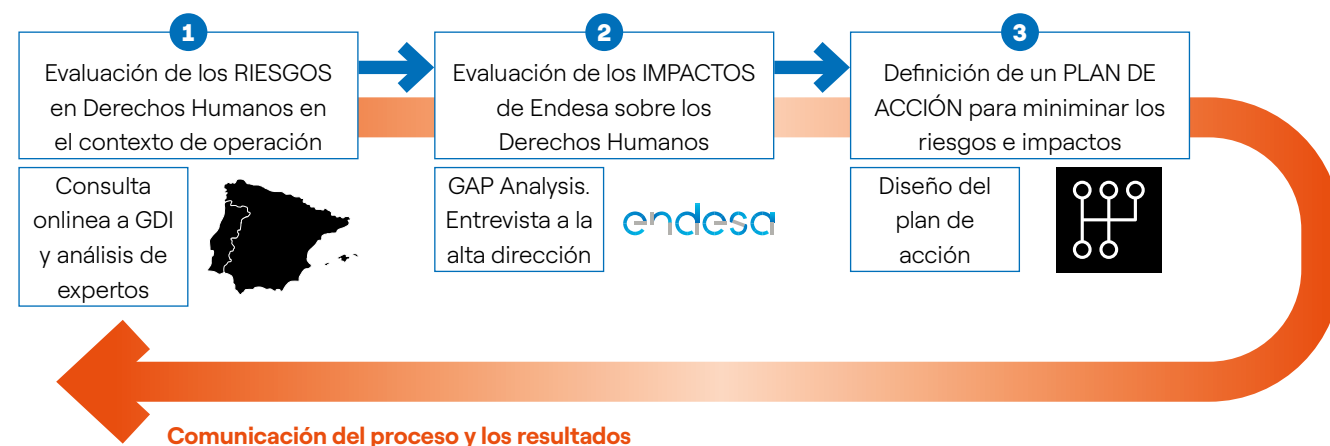 1
Evaluación de los RIESGOS
en Derechos Humanos en
el contexto de operación
Consulta
onlinea a GDI
y análisis de
expertos
2
Evaluación de los IMPACTOS
de Endesa sobre los
Derechos Humanos
GAP Analysis.
Entrevista a la
alta dirección
endesa
3
Definición de un PLAN DE
ACCIÓN para miniminar los
riesgos e impactos
Diseño del
plan de
acción
Comunicación del proceso y los resultados